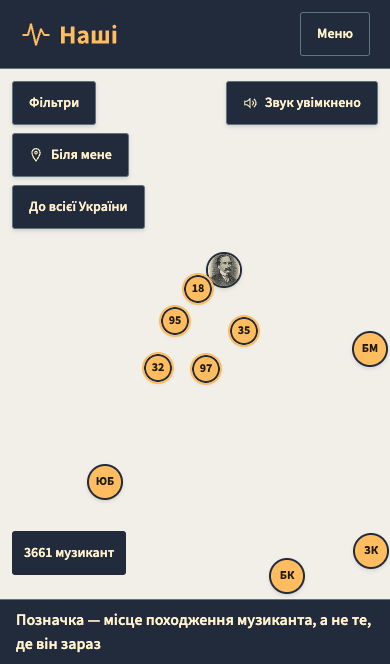 Наші
Меню
Фільтри
Звук увімкнено
Біля мене
До всієї України
18
95
35
БМ
32
97
ЮБ
3661 музикант
ЗК
БК
Позначка — місце походження музиканта, а не те,
де він зараз